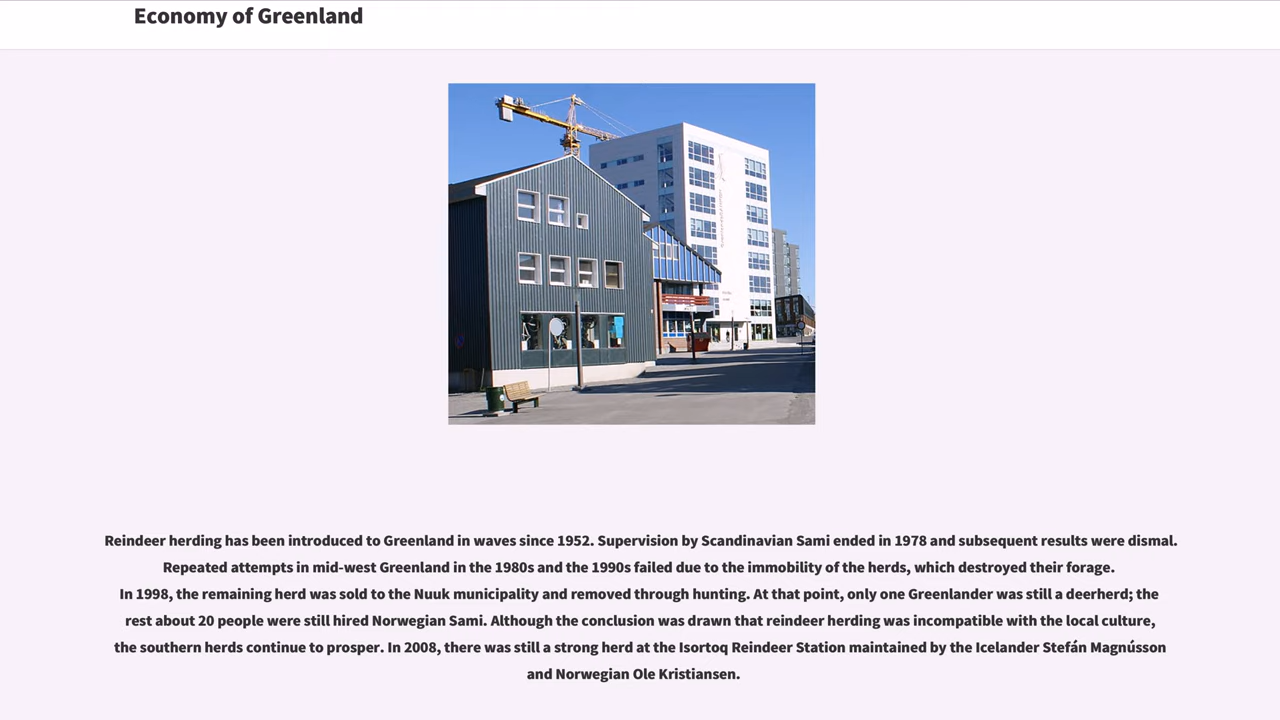 Economy of Greenland
Reindeer herding has been introduced to Greenland in waves since 1952. Supervision by Scandinavian Sami ended in 1978 and subsequent results were dismal.
Repeated attempts in mid-west Greenland in the 1980s and the 1990s failed due to the immobility of the herds, which destroyed their forage.
In 1998, the remaining herd was sold to the Nuuk municipality and removed through hunting. At that point, only one Greenlander was still a deerherd; the
rest about 20 people were still hired Norwegian Sami. Although the conclusion was drawn that reindeer herding was incompatible with the local culture,
the southern herds continue to prosper. In 2008, there was still a strong herd at the Isortoq Reindeer Station maintained by the Icelander Stefán Magnússon
and Norwegian Ole Kristiansen.